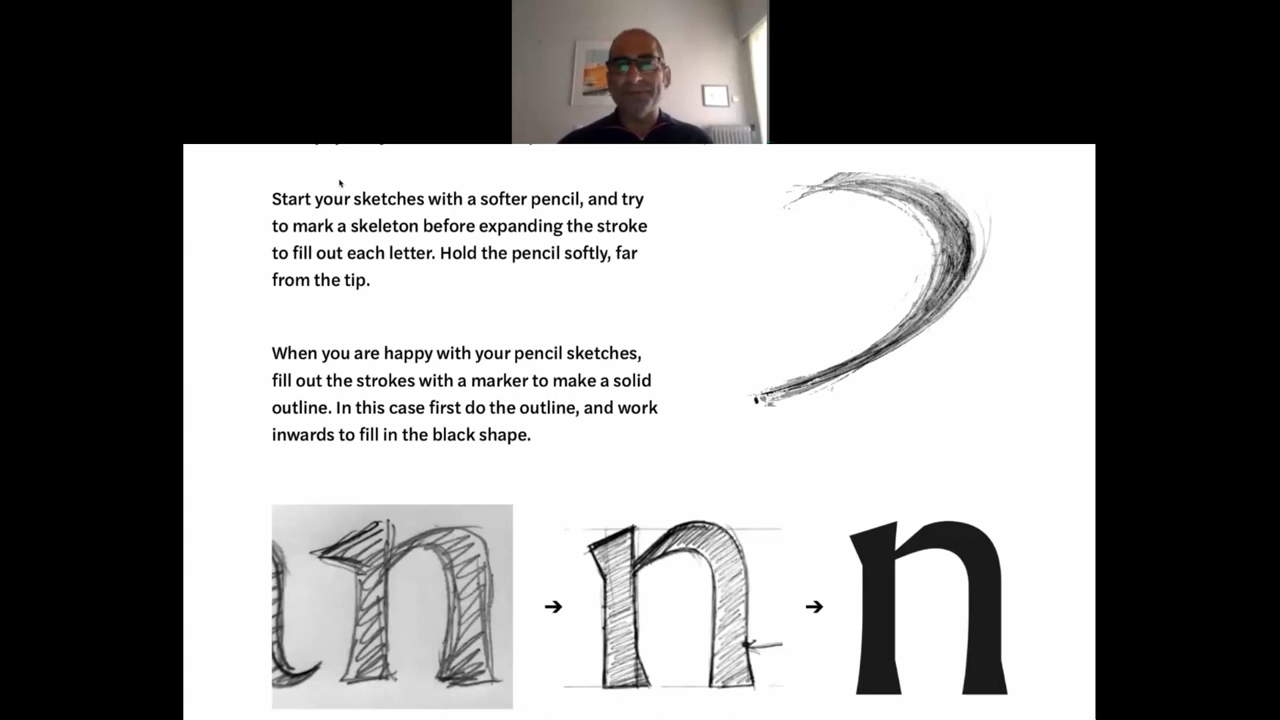 Start your sketches with a softer pencil, and try
to mark a skeleton before expanding the stroke
to fill out each letter. Hold the pencil softly, far
from the tip.
When you are happy with your pencil sketches,
fill out the strokes with a marker to make a solid
outline. In this case first do the outline, and work
inwards to fill in the black shape.
n → n → n